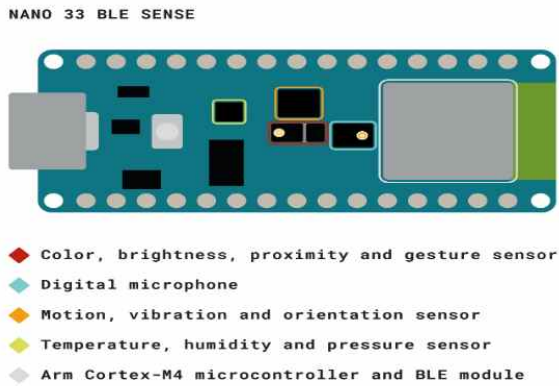 NANO 33 BLE SENSE
Color, brightness, proximity and gesture sensor
Digital microphone
Motion, vibration and orientation sensor
Temperature, humidity and pressure sensor
Arm Cortex-M4 microcontroller and BLE module